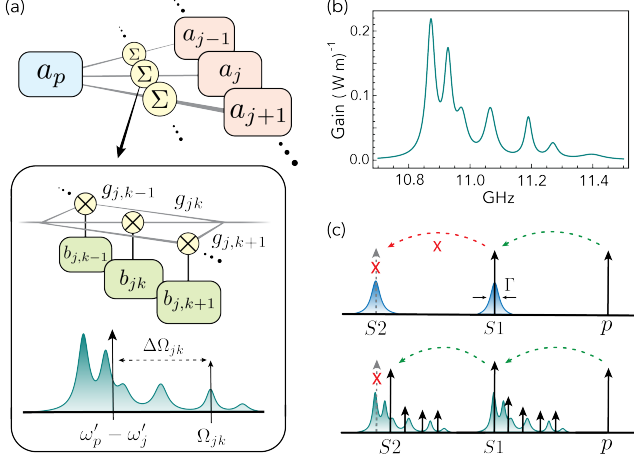 (a)
a_p
Σ
Σ
Σ
a_{j−1}
a_j
a_{j+1}
g_{j,k−1}
g_{jk}
g_{j,k+1}
b_{j,k−1}
b_{jk}
b_{j,k+1}
ΔΩ_{jk}
ω′_p − ω′_j
Ω_{jk}
(b)
Gain ( W m)⁻¹
0.2
0.1
0.0
10.8 11.0 11.2 11.4
GHz
(c)
X
X
Γ
S2 S1 p
X
S2 S1 p